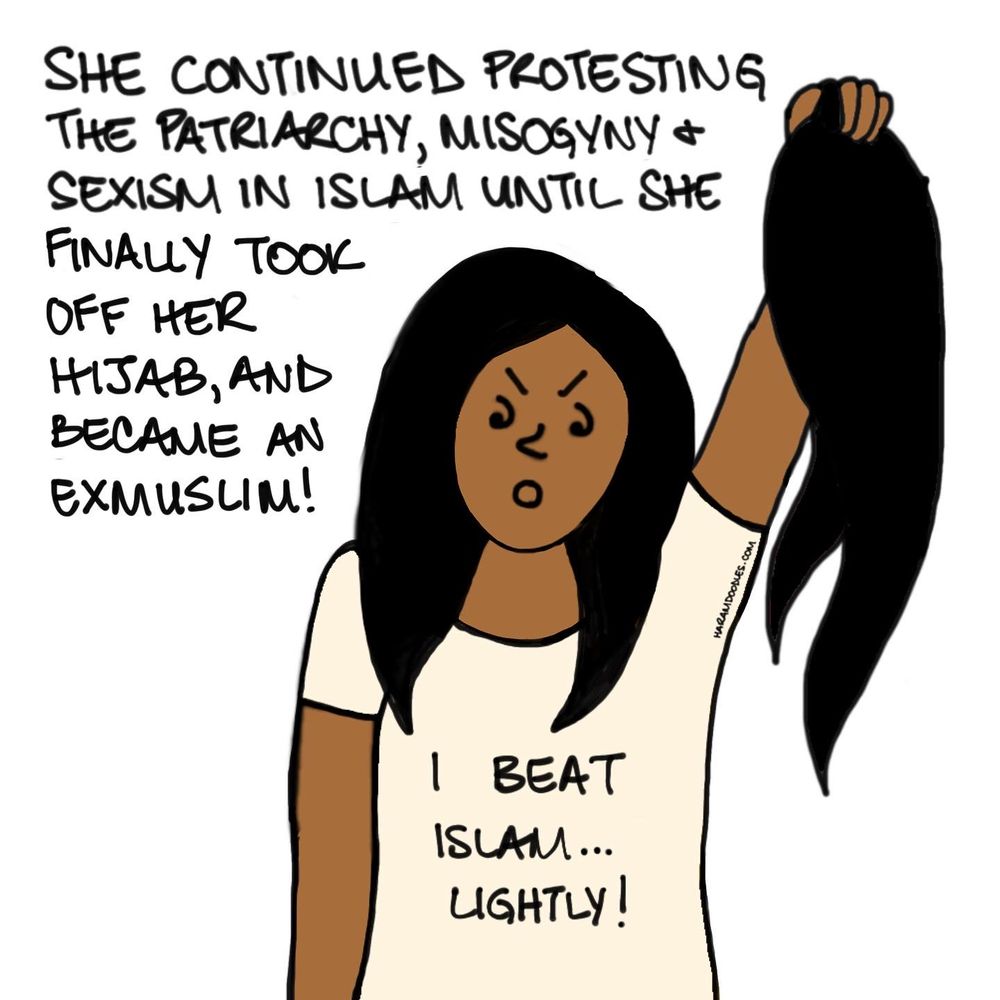 SHE CONTINUED PROTESTING
THE PATRIARCHY, MISOGYNY &
SEXISM IN ISLAM UNTIL SHE
FINALLY TOOK
OFF HER
HIJAB, AND
BECAME AN
EXMUSLIM!
HARAMDOODLES.COM
I BEAT
ISLAM...
LIGHTLY!